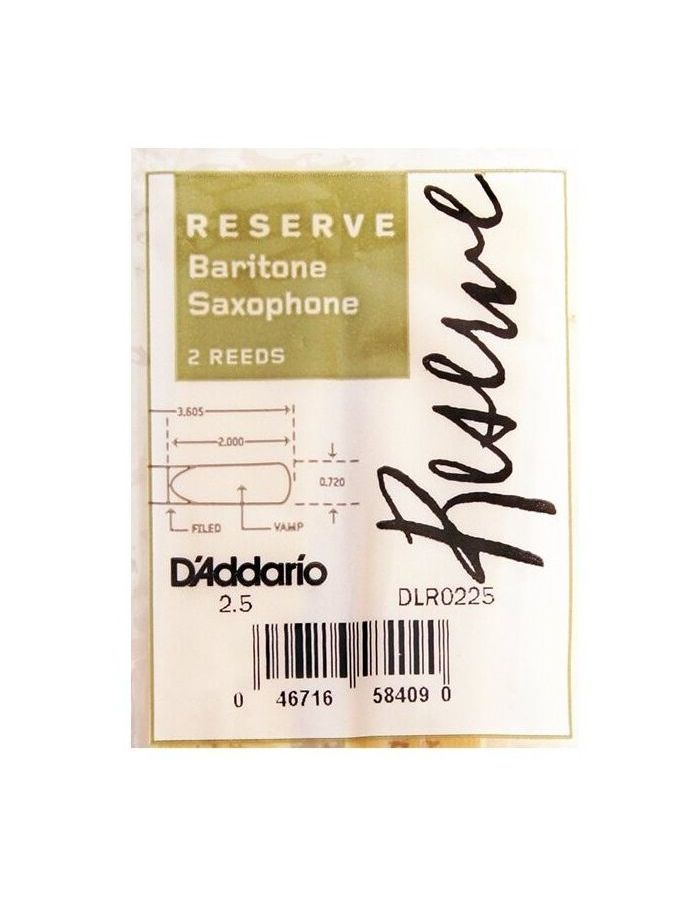 RESERVE
Baritone
Saxophone
2 REEDS
Reserve
3.605
2.000
0.720
FILED
VAMP
D'Addario
2.5
DLR0225
0 46716 58409 0